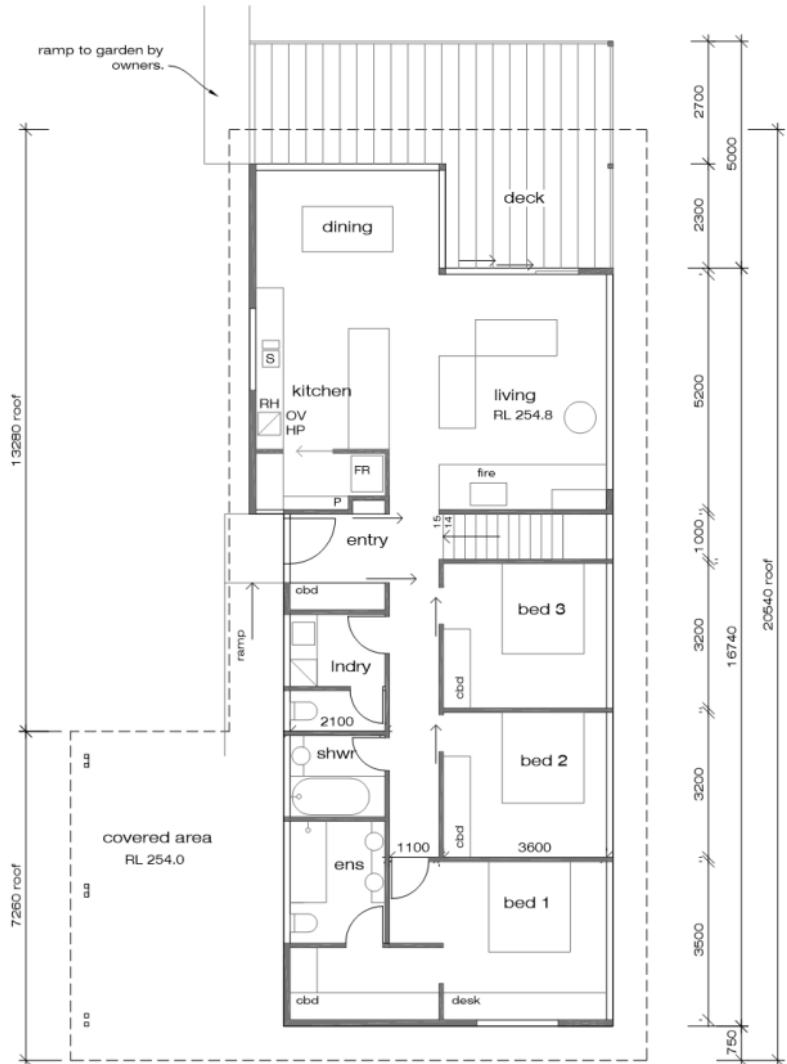 ramp to garden by
owners.
2700
5000
2300
deck
dining
13280 roof
S
kitchen
living
RL 254.8
RH
OV
HP
5200
FR
fire
P
15
14
entry
1000
20540 roof
cbd
bed 3
ramp
lndry
cbd
3200
16740
2100
shwr
bed 2
cbd
3200
covered area
RL 254.0
1100
3600
ens
bed 1
7260 roof
3500
cbd
desk
750